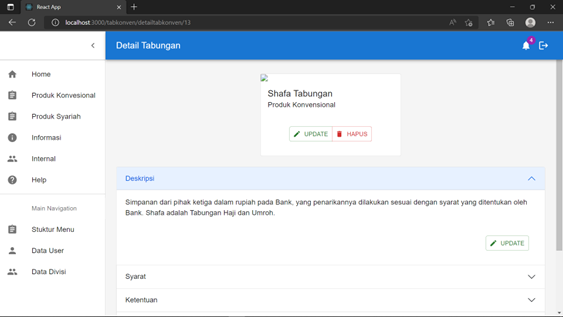 React App
localhost:3000/tabkonven/detailtabkonven/13
Detail Tabungan
4
Home
Produk Konvesional
Produk Syariah
Informasi
Internal
Help
Main Navigation
Stuktur Menu
Data User
Data Divisi
Shafa Tabungan
Produk Konvensional
UPDATE
HAPUS
Deskripsi
Simpanan dari pihak ketiga dalam rupiah pada Bank, yang penarikannya dilakukan sesuai dengan syarat yang ditentukan oleh
Bank. Shafa adalah Tabungan Haji dan Umroh.
UPDATE
Syarat
Ketentuan